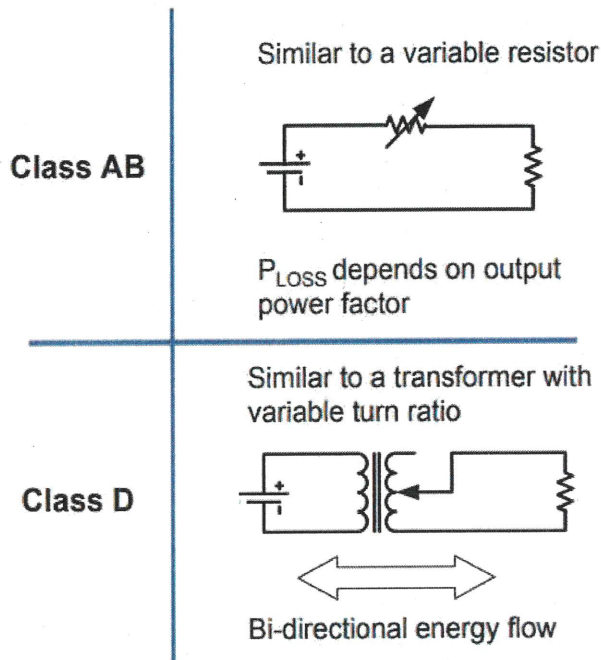 Similar to a variable resistor
Class AB
+
P_LOSS depends on output
power factor
Similar to a transformer with
variable turn ratio
Class D
+
Bi-directional energy flow